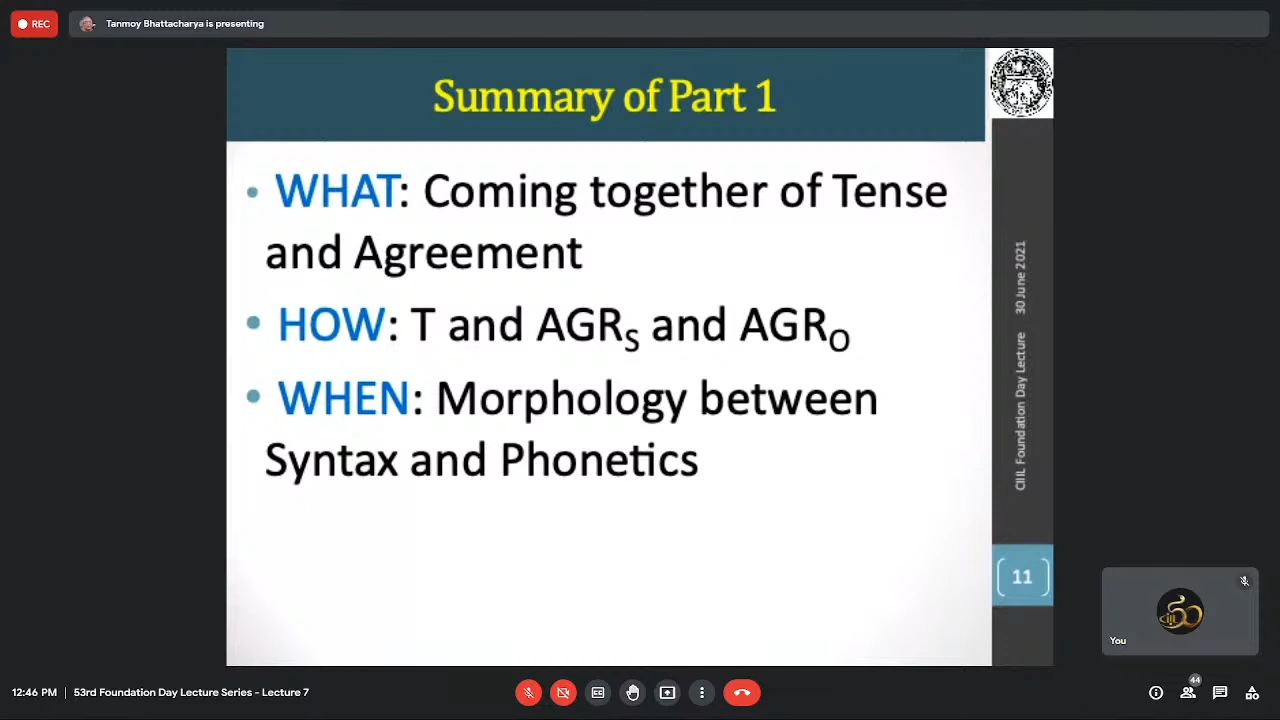 REC
Tanmoy Bhattacharya is presenting
Summary of Part 1
• WHAT: Coming together of Tense
and Agreement
• HOW: T and AGRS and AGRO
• WHEN: Morphology between
Syntax and Phonetics
CIIL Foundation Day Lecture 30 June 2021
11
50
You
12:46 PM | 53rd Foundation Day Lecture Series - Lecture 7
44